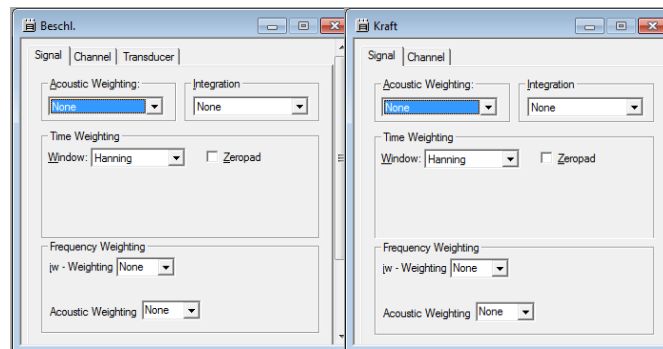 Beschl.
Signal Channel Transducer
Acoustic Weighting: Integration
None None
Time Weighting
Window: Hanning Zeropad
Frequency Weighting
jw - Weighting None
Acoustic Weighting None
Kraft
Signal Channel
Acoustic Weighting: Integration
None None
Time Weighting
Window: Hanning Zeropad
Frequency Weighting
jw - Weighting None
Acoustic Weighting None